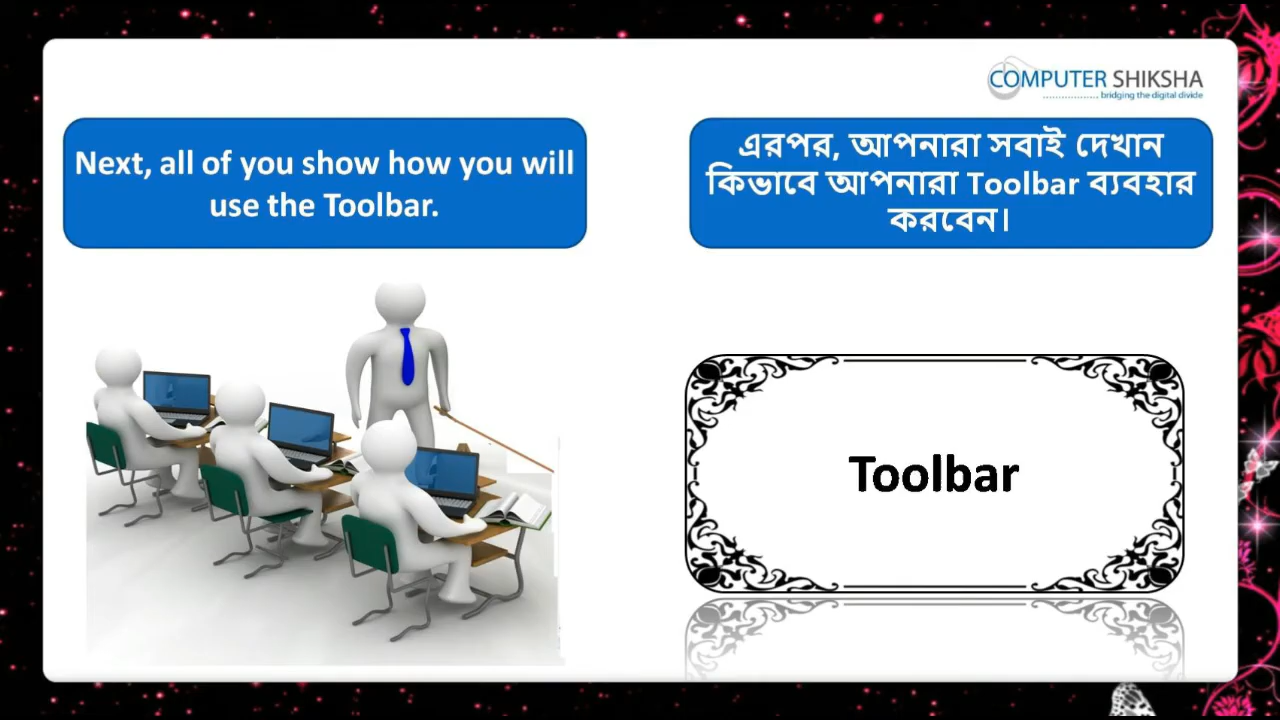 COMPUTER SHIKSHA
bridging the digital divide
Next, all of you show how you will
use the Toolbar.
এরপর, আপনারা সবাই দেখান
কিভাবে আপনারা Toolbar ব্যবহার
করবেন।
Toolbar